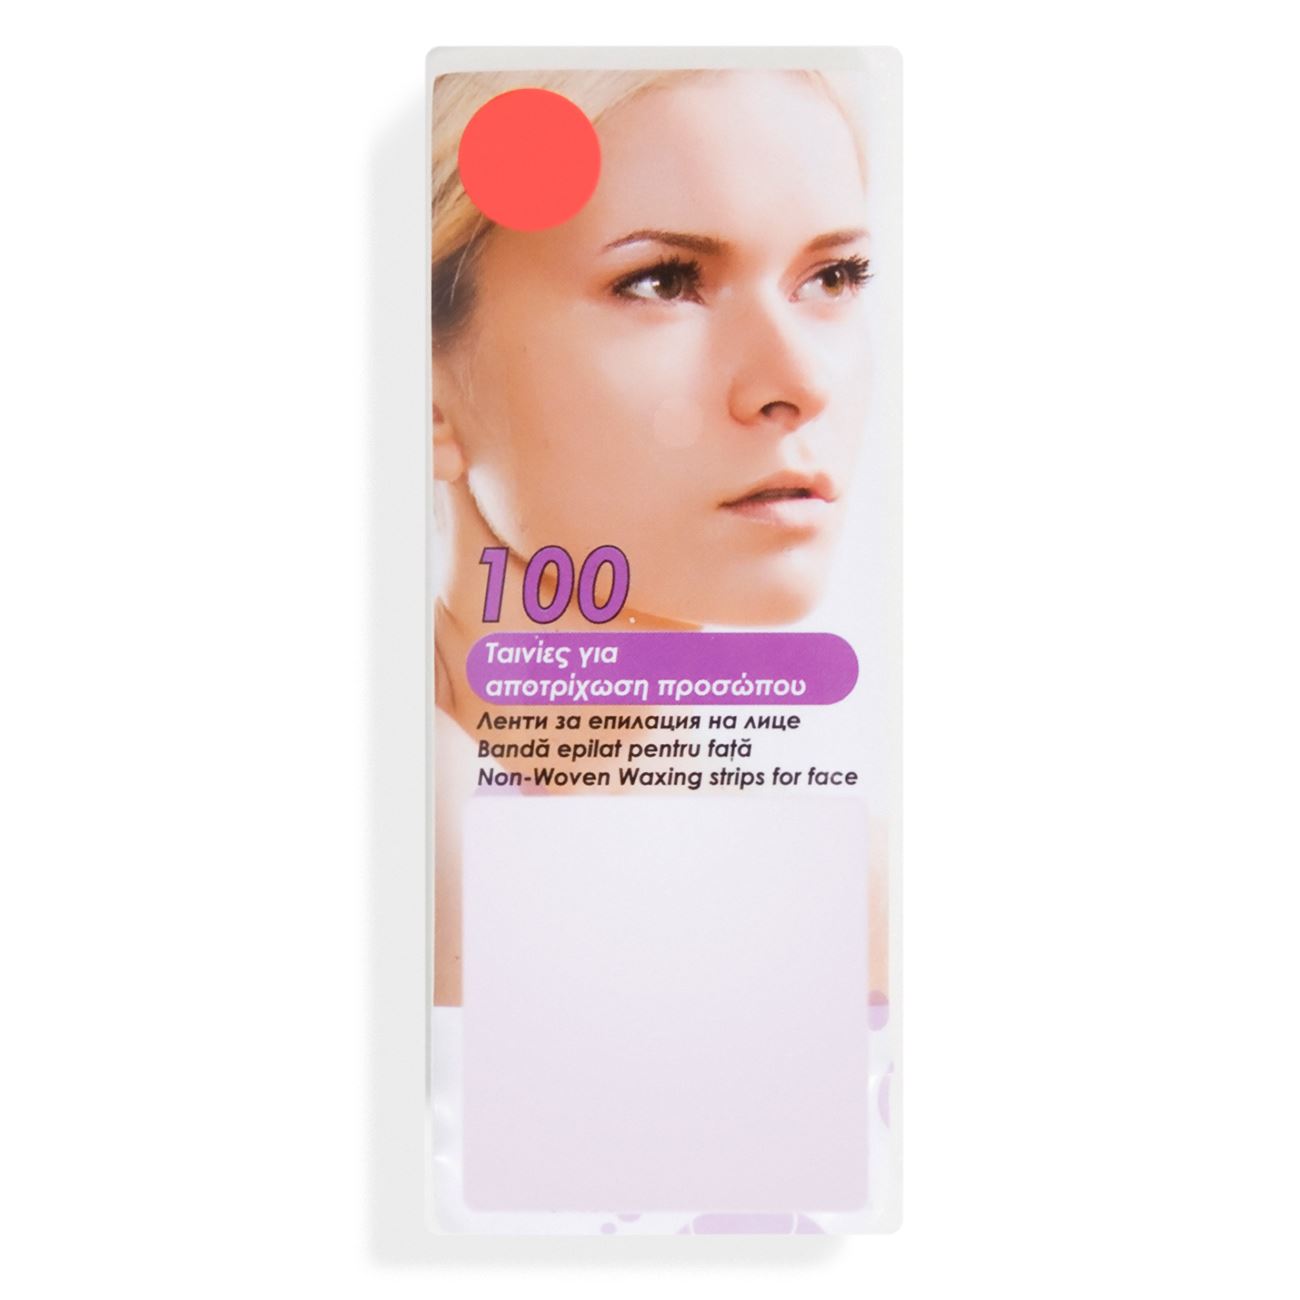 100
Ταινίες για
αποτρίχωση προσώπου
Ленти за епилация на лице
Bandă epilat pentru față
Non-Woven Waxing strips for face